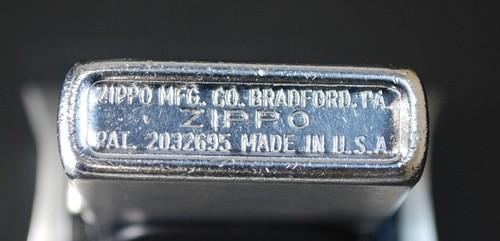 ZIPPO MFG. CO. BRADFORD, PA.
ZIPPO
PAT. 2032695 MADE IN U.S.A.